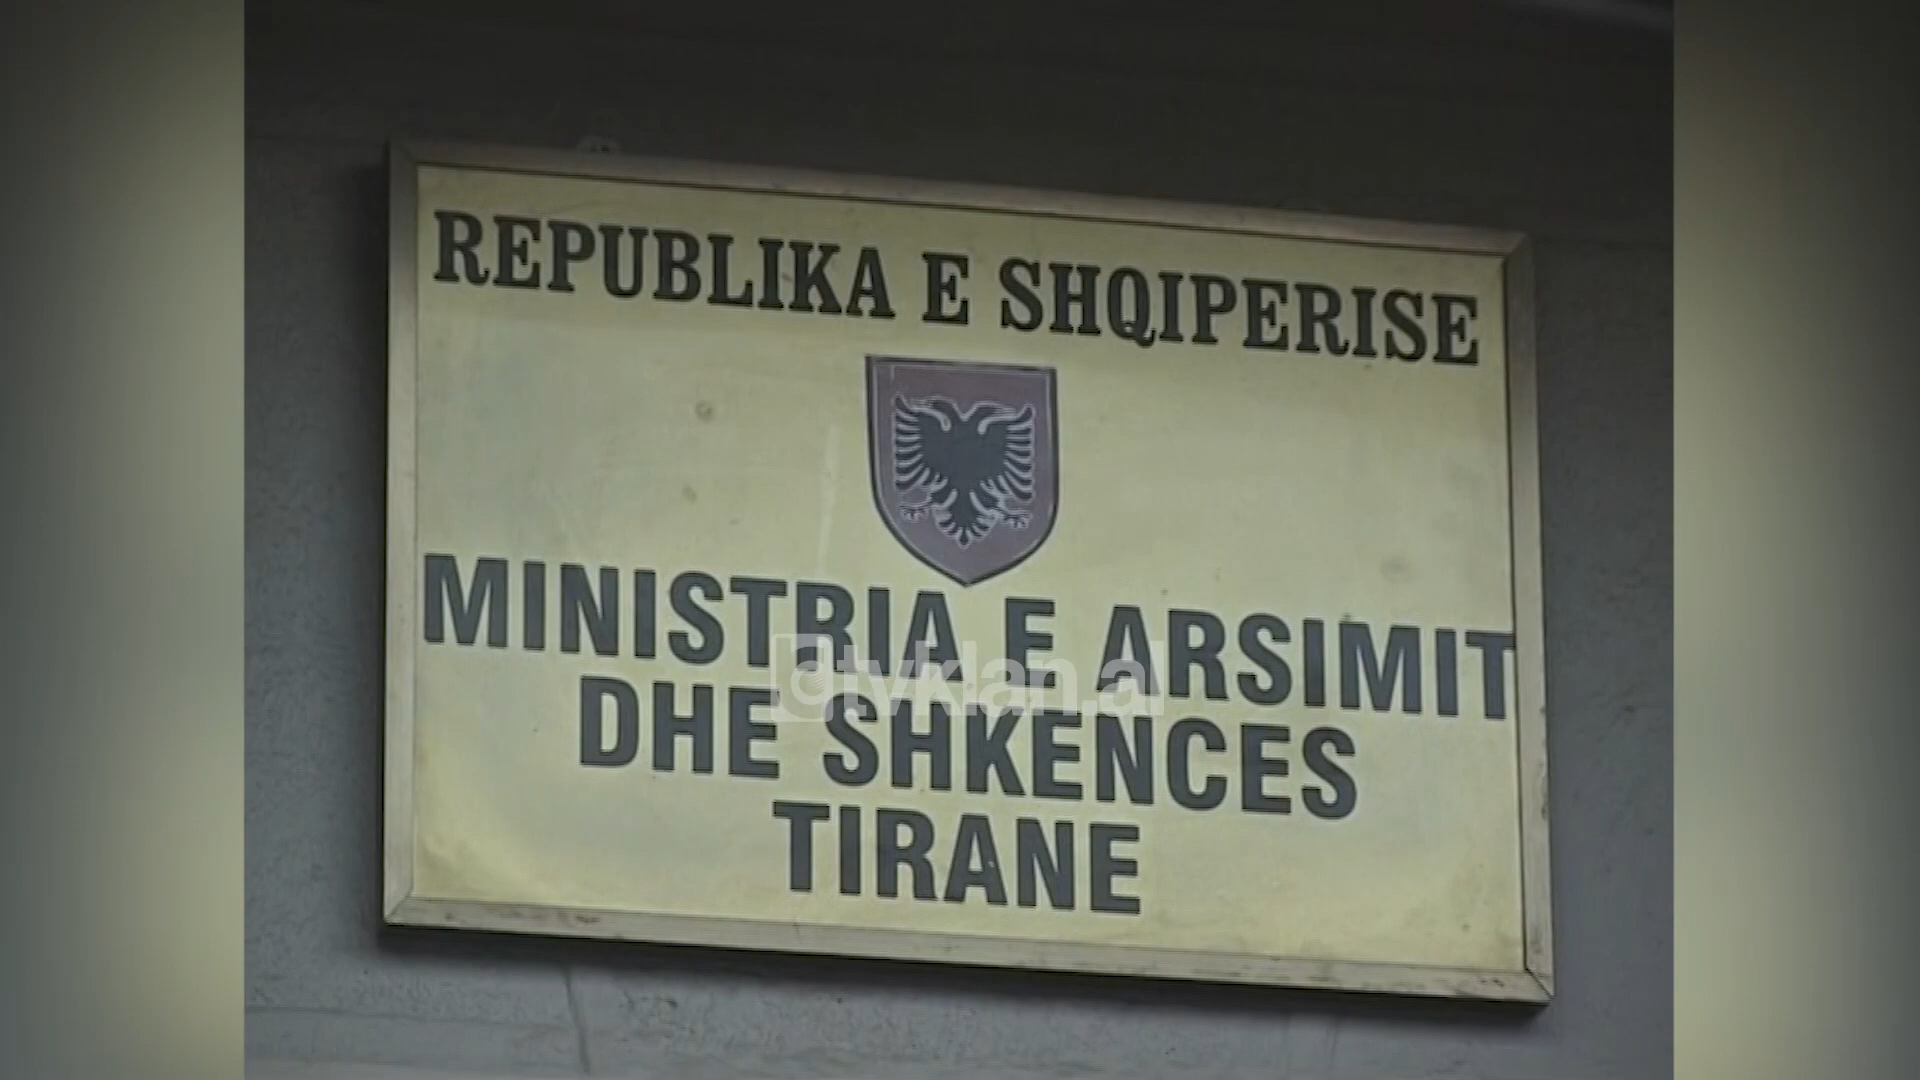 REPUBLIKA E SHQIPERISE
MINISTRIA E ARSIMIT
DHE SHKENCES
TIRANE
tvklan.al